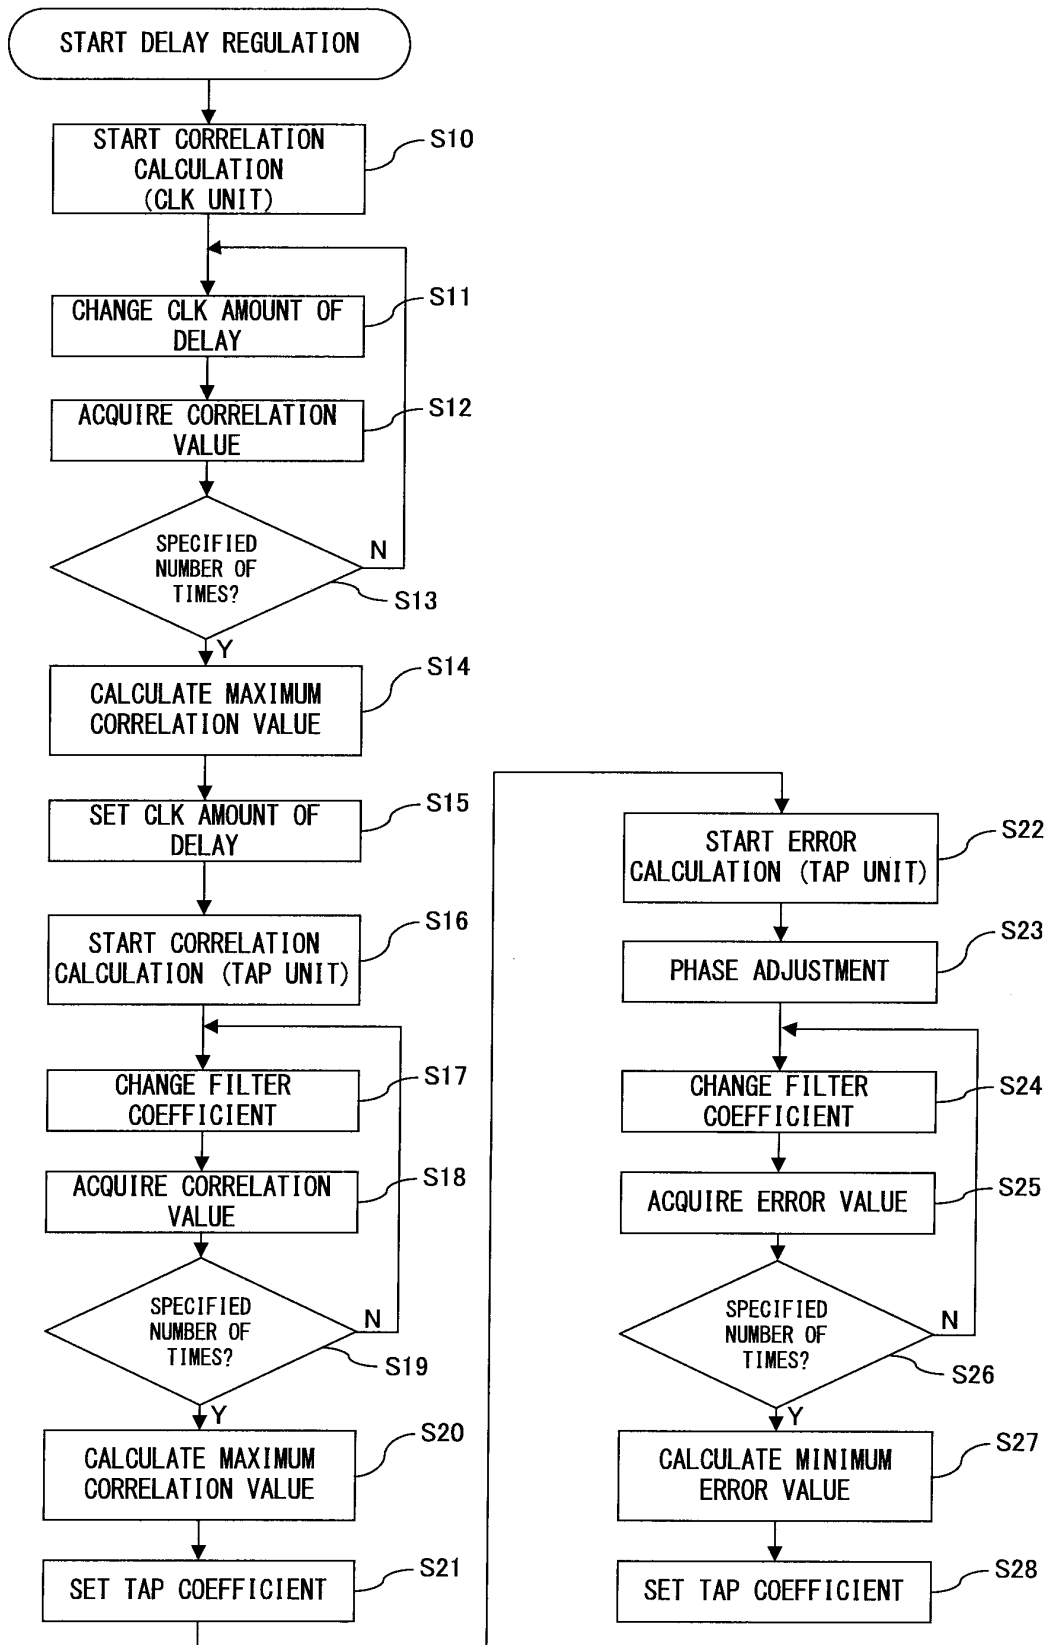 START DELAY REGULATION
START CORRELATION
CALCULATION
(CLK UNIT)
S10
CHANGE CLK AMOUNT OF
DELAY
S11
ACQUIRE CORRELATION
VALUE
S12
SPECIFIED
NUMBER OF
TIMES?
N
S13
Y
CALCULATE MAXIMUM
CORRELATION VALUE
S14
SET CLK AMOUNT OF
DELAY
S15
START CORRELATION
CALCULATION (TAP UNIT)
S16
CHANGE FILTER
COEFFICIENT
S17
ACQUIRE CORRELATION
VALUE
S18
SPECIFIED
NUMBER OF
TIMES?
N
S19
Y
CALCULATE MAXIMUM
CORRELATION VALUE
S20
SET TAP COEFFICIENT
S21
START ERROR
CALCULATION (TAP UNIT)
S22
PHASE ADJUSTMENT
S23
CHANGE FILTER
COEFFICIENT
S24
ACQUIRE ERROR VALUE
S25
SPECIFIED
NUMBER OF
TIMES?
N
S26
Y
CALCULATE MINIMUM
ERROR VALUE
S27
SET TAP COEFFICIENT
S28